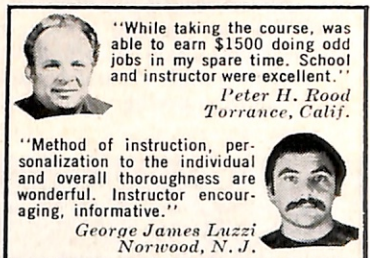 "While taking the course, was
able to earn $1500 doing odd
jobs in my spare time. School
and instructor were excellent."
Peter H. Rood
Torrance, Calif.
"Method of instruction, per-
sonalization to the individual
and overall thoroughness are
wonderful. Instructor encour-
aging, informative."
George James Luzzi
Norwood, N. J.